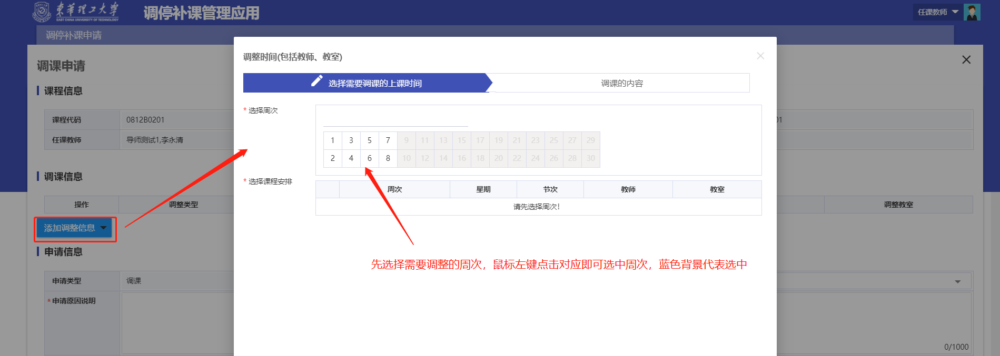 東華理工大学
EAST CHINA UNIVERSITY OF TECHNOLOGY
调停补课管理应用
任课教师
调停补课申请
调课申请
课程信息
课程代码 0812B0201
任课教师 导师测试1,李永清
01
调课信息
操作 调整类型 调整教室
添加调整信息
申请信息
申请类型 调课
*申请原因说明
0/1000
调整时间(包括教师、教室)
选择需要调课的上课时间 调课的内容
*选择周次
1 3 5 7 9 11 13 15 17 19 21 23 25 27 29
2 4 6 8 10 12 14 16 18 20 22 24 26 28 30
*选择课程安排
周次 星期 节次 教师 教室
请先选择周次!
先选择需要调整的周次，鼠标左键点击对应即可选中周次，蓝色背景代表选中